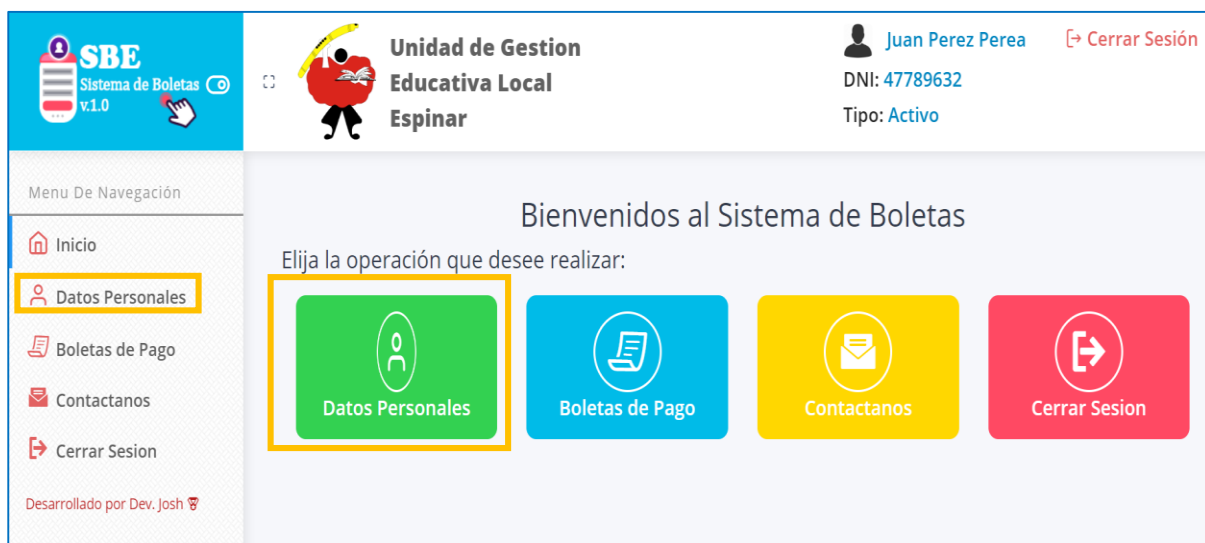 SBE
Sistema de Boletas
v.1.0
Unidad de Gestion
Educativa Local
Espinar
Juan Perez Perea
Cerrar Sesión
DNI: 47789632
Tipo: Activo
Menu De Navegación
Inicio
Datos Personales
Boletas de Pago
Contactanos
Cerrar Sesion
Desarrollado por Dev. Josh
Bienvenidos al Sistema de Boletas
Elija la operación que desee realizar:
Datos Personales
Boletas de Pago
Contactanos
Cerrar Sesion